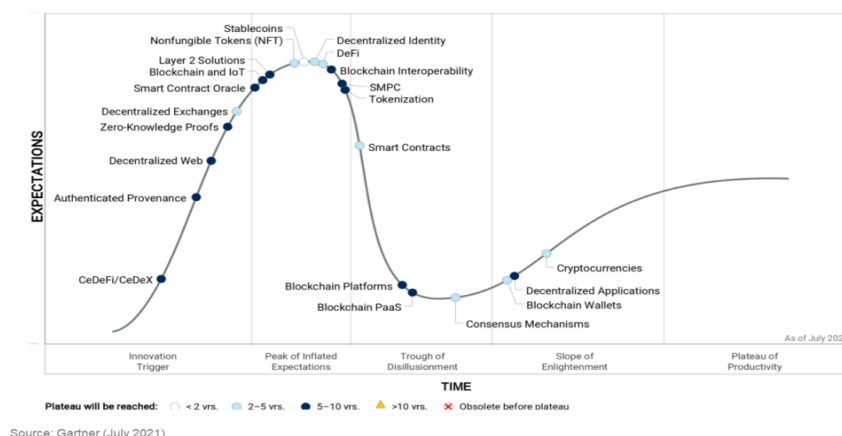 Stablecoins
Nonfungible Tokens (NFT)
Decentralized Identity
DeFi
Layer 2 Solutions
Blockchain and IoT
Blockchain Interoperability
Smart Contract Oracle
SMPC
Tokenization
Decentralized Exchanges
Zero-Knowledge Proofs
Smart Contracts
Decentralized Web
Authenticated Provenance
CeDeFi/CeDeX
Blockchain Platforms
Blockchain PaaS
Cryptocurrencies
Decentralized Applications
Blockchain Wallets
Consensus Mechanisms
EXPECTATIONS
As of July 202
Innovation Trigger
Peak of Inflated Expectations
Trough of Disillusionment
Slope of Enlightenment
Plateau of Productivity
TIME
Plateau will be reached: < 2 yrs. 2–5 yrs. 5–10 yrs. >10 yrs. Obsolete before plateau
Source: Gartner (July 2021)